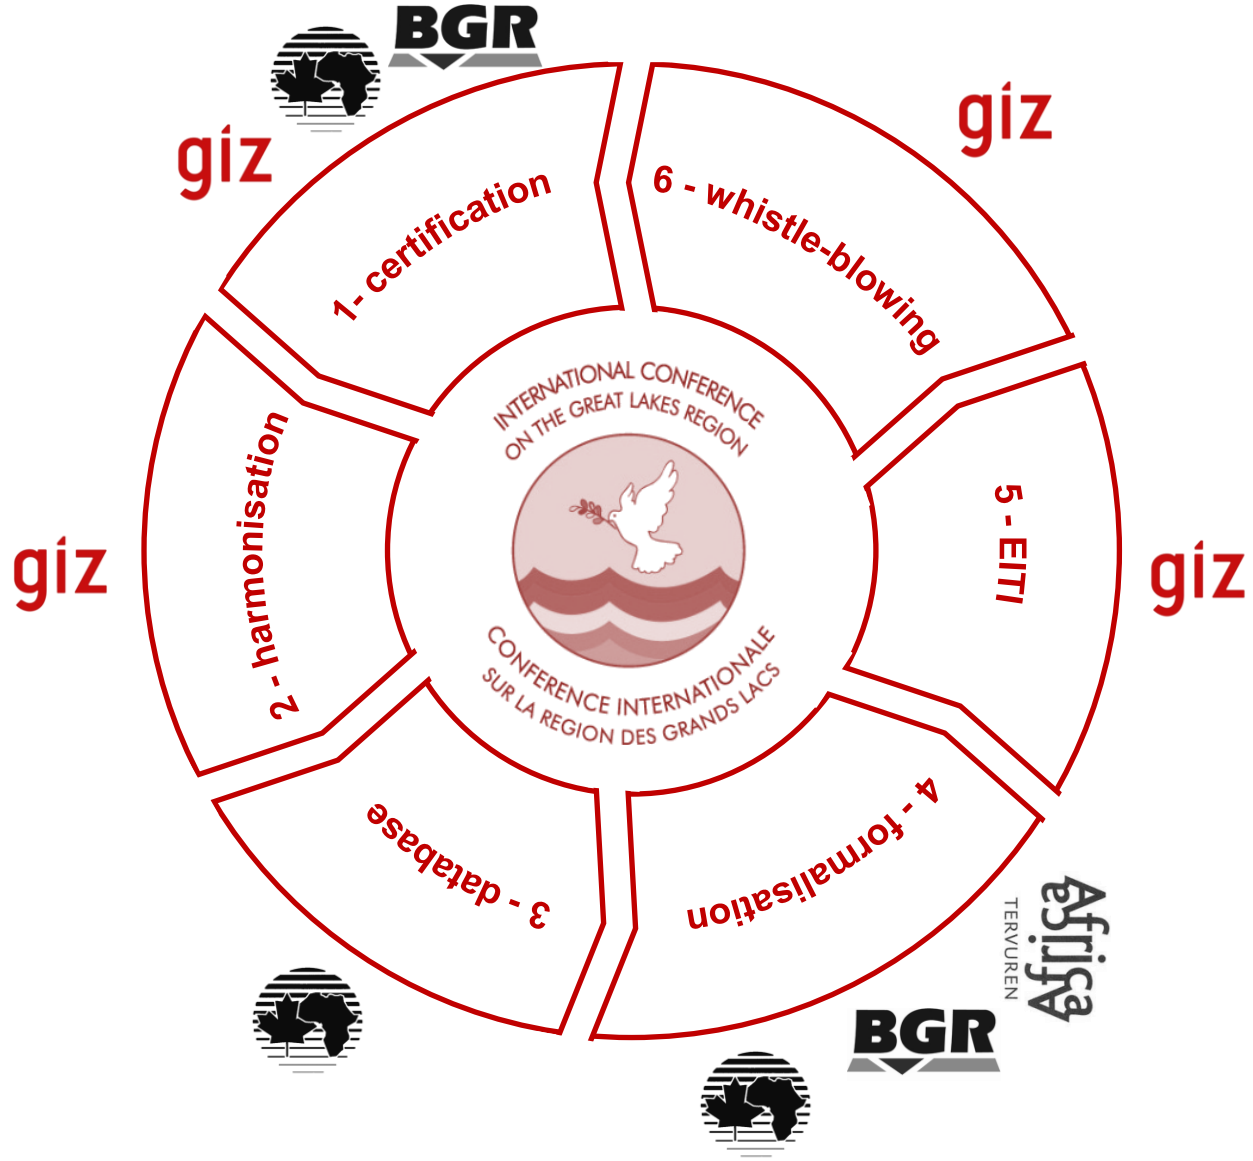 BGR
giz
1- certification
giz
2 - harmonisation
3 - database
Africa
Africa
TERVUREN
BGR
4 - formalisation
giz
5 - EITI
giz
6 - whistle-blowing
INTERNATIONAL CONFERENCE
ON THE GREAT LAKES REGION
CONFERENCE INTERNATIONALE
SUR LA REGION DES GRANDS LACS